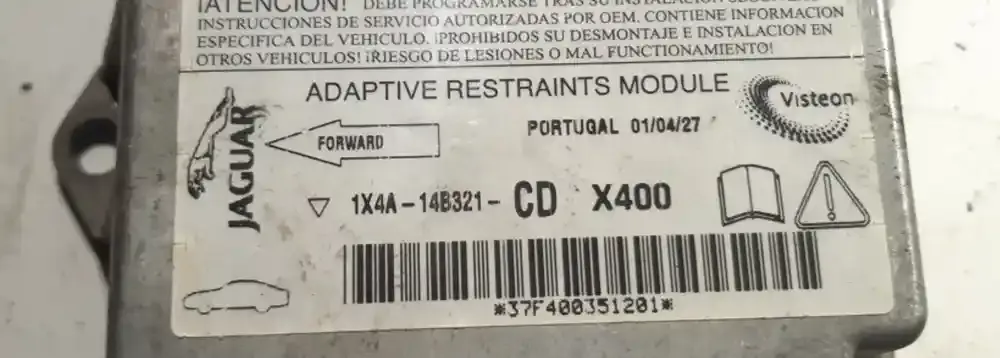 ¡ATENCION! DEBE PROGRAMARSE TRAS SU INSTALACION
INSTRUCCIONES DE SERVICIO AUTORIZADAS POR OEM. CONTIENE INFORMACION
ESPECIFICA DEL VEHICULO. ¡PROHIBIDOS SU DESMONTAJE E INSTALACION EN
OTROS VEHICULOS! ¡RIESGO DE LESIONES O MAL FUNCIONAMIENTO!
ADAPTIVE RESTRAINTS MODULE
Visteon
PORTUGAL 01/04/27
JAGUAR
FORWARD
1X4A-14B321-CD X400
*37F400351201*